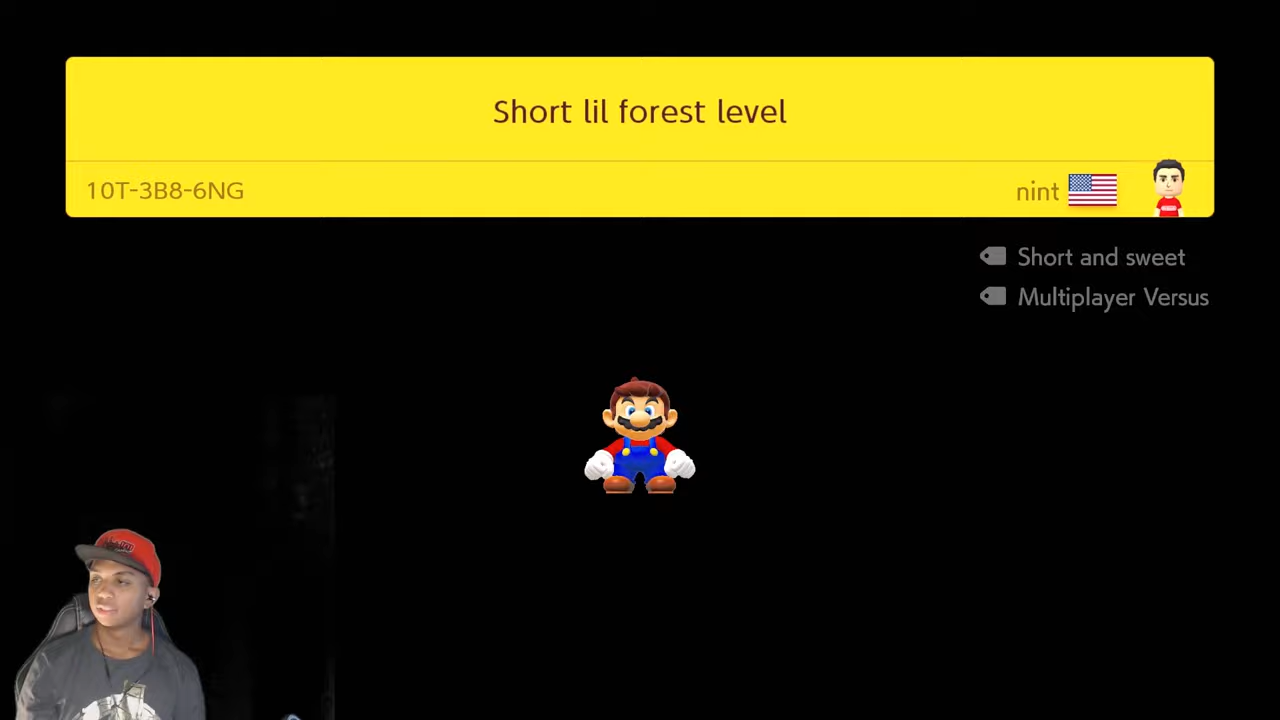 Short lil forest level
10T-3B8-6NG
nint
Short and sweet
Multiplayer Versus